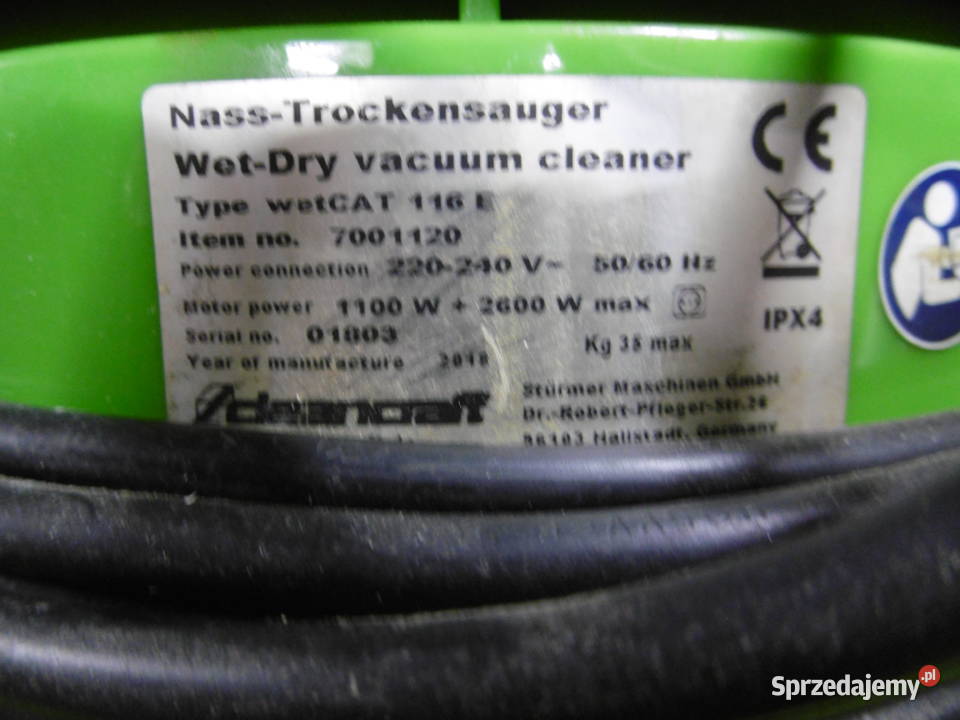 Nass-Trockensauger
Wet-Dry vacuum cleaner
CE
Type wetCAT 116 E
Item no. 7001120
Power connection 220-240 V~ 50/60 Hz
Motor power 1100 W + 2600 W max
IPX4
Serial no. 01803
Kg 35 max
Year of manufacture
cleancraft
Stürmer Maschinen GmbH
Dr.-Robert-Pfleger-Str.26
96103 Hallstadt, Germany
Sprzedajemy.pl